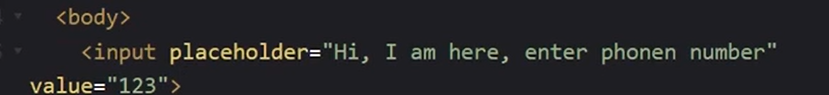 <body>
<input placeholder="Hi, I am here, enter phonen number"
value="123">